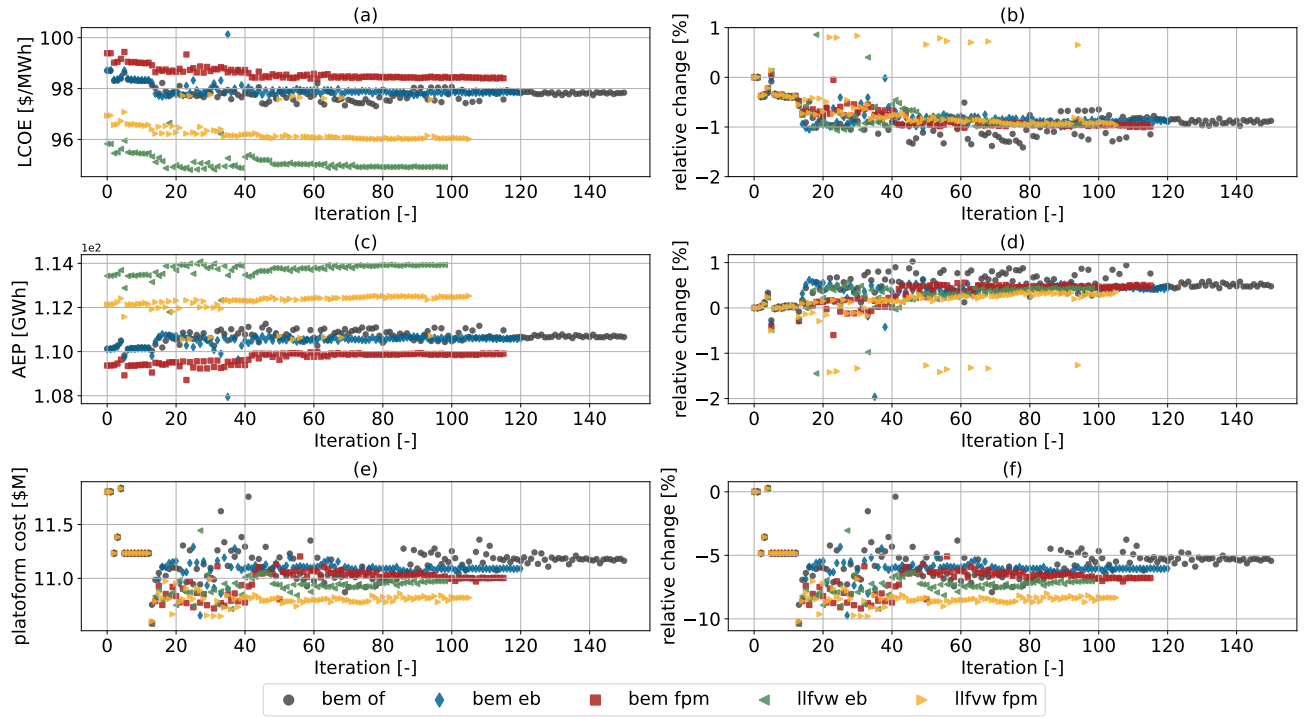 (a)
LCOE [$/MWh]
100
98
96
0 20 40 60 80 100 120 140
Iteration [-]
(b)
relative change [%]
1
0
−1
−2
0 20 40 60 80 100 120 140
Iteration [-]
(c)
1e2
AEP [GWh]
1.14
1.12
1.10
1.08
0 20 40 60 80 100 120 140
Iteration [-]
(d)
relative change [%]
1
0
−1
−2
0 20 40 60 80 100 120 140
Iteration [-]
(e)
platoform cost [$M]
11.5
11.0
0 20 40 60 80 100 120 140
Iteration [-]
(f)
relative change [%]
0
−5
−10
0 20 40 60 80 100 120 140
Iteration [-]
bem of bem eb bem fpm llfvw eb llfvw fpm